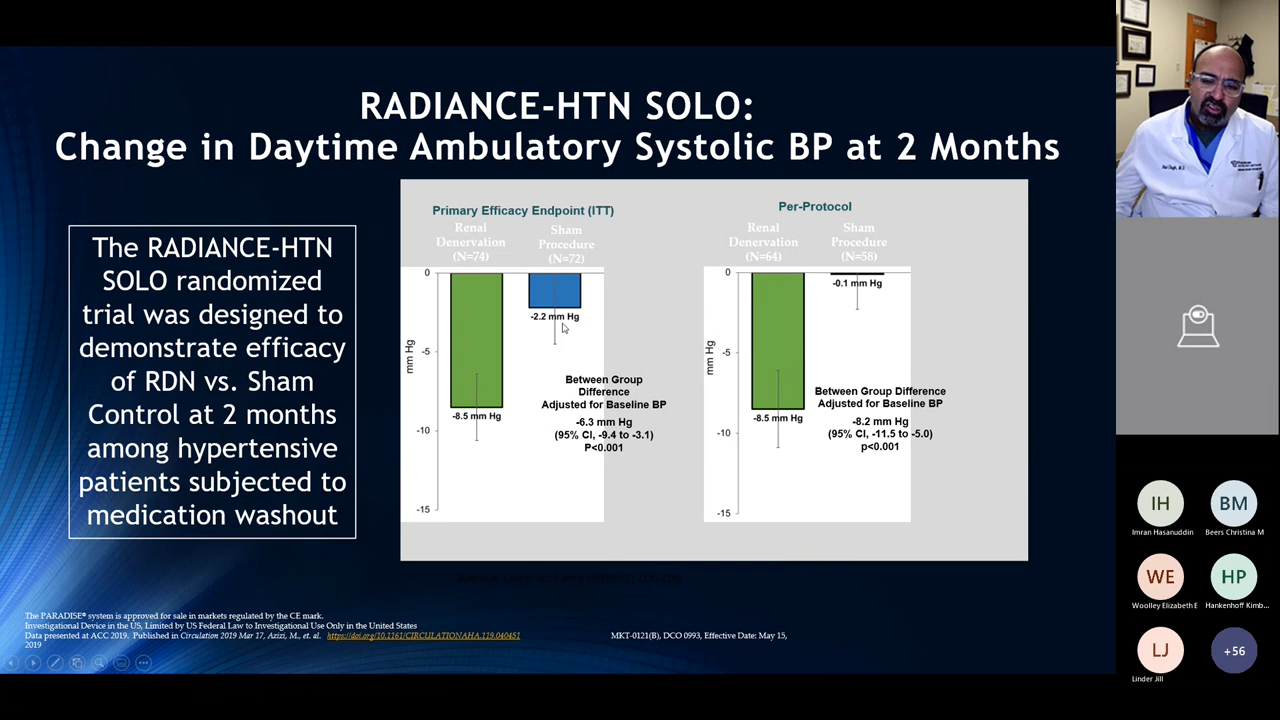 RADIANCE-HTN SOLO:
Change in Daytime Ambulatory Systolic BP at 2 Months
The RADIANCE-HTN
SOLO randomized
trial was designed to
demonstrate efficacy
of RDN vs. Sham
Control at 2 months
among hypertensive
patients subjected to
medication washout
Primary Efficacy Endpoint (ITT)
Renal
Denervation
(N=74)
Sham
Procedure
(N=72)
0
-5
-10
-15
mm Hg
-8.5 mm Hg
-2.2 mm Hg
Between Group
Difference
Adjusted for Baseline BP
-6.3 mm Hg
(95% CI, -9.4 to -3.1)
P<0.001
Per-Protocol
Renal
Denervation
(N=64)
Sham
Procedure
(N=58)
0
-5
-10
-15
mm Hg
-8.5 mm Hg
-0.1 mm Hg
Between Group Difference
Adjusted for Baseline BP
-8.2 mm Hg
(95% CI, -11.5 to -5.0)
p<0.001
The PARADISE® system is approved for sale in markets regulated by the CE mark.
Investigational Device in the US, Limited by US Federal Law to Investigational Use Only in the United States
Data presented at ACC 2019. Published in Circulation 2019 Mar 17, Azizi, M., et. al. https://doi.org/10.1161/CIRCULATIONAHA.119.040451
MKT-0121(B), DCO 0993, Effective Date: May 15,
2019
IH
Imran Hasanuddin
BM
Beers Christina M
WE
Woolley Elizabeth E
HP
Hankenhoff Kimb...
LJ
Linder Jill
+56